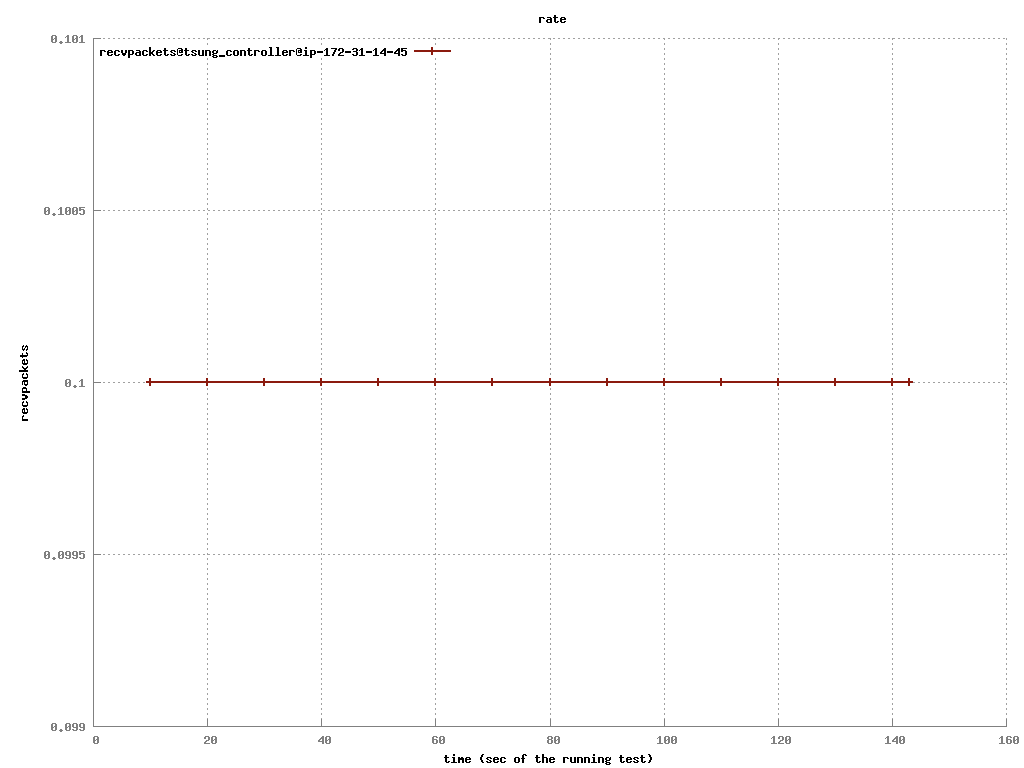 rate
0.101
recvpackets@tsung_controller@ip-172-31-14-45
0.1005
recvpackets
0.1
0.0995
0.099
0 20 40 60 80 100 120 140 160
time (sec of the running test)